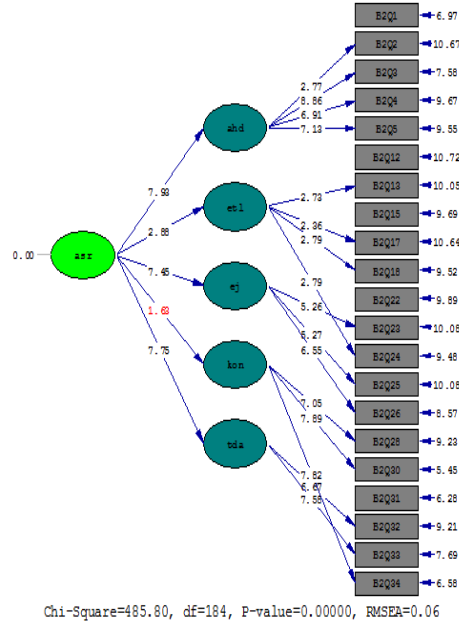 B2Q1 6.97
B2Q2 10.67
B2Q3 7.58
B2Q4 9.67
B2Q5 9.55
B2Q12 10.72
B2Q13 10.05
B2Q15 9.69
B2Q17 10.64
B2Q18 9.52
B2Q22 9.89
B2Q23 10.08
B2Q24 9.48
B2Q25 10.08
B2Q26 8.57
B2Q28 9.23
B2Q30 5.45
B2Q31 6.28
B2Q32 9.21
B2Q33 7.69
B2Q34 6.58
2.77
8.86
6.91
7.13
ahd
7.93
2.73
etl
2.36
2.79
2.88
0.00 asr
7.45
ej
2.79
5.26
1.63
6.27
6.55
7.75
kon
7.05
7.89
tda
7.82
6.67
7.58
Chi-Square=485.80, df=184, P-value=0.00000, RMSEA=0.06